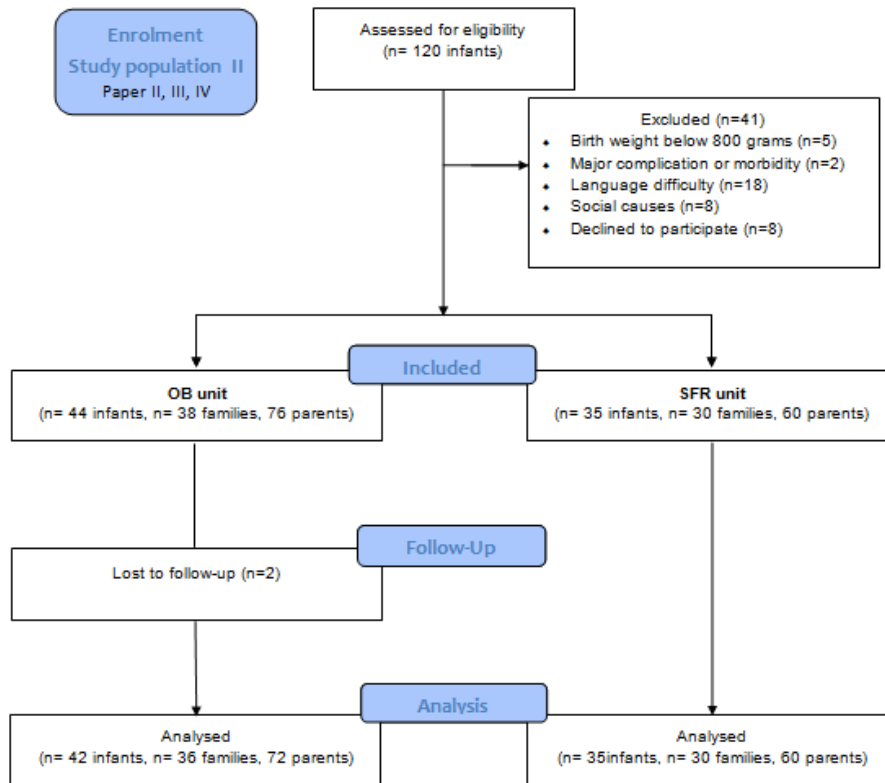 Enrolment
Study population II
Paper II, III, IV
Assessed for eligibility
(n= 120 infants)
Excluded (n=41)
⬧ Birth weight below 800 grams (n=5)
⬧ Major complication or morbidity (n=2)
⬧ Language difficulty (n=18)
⬧ Social causes (n=8)
⬧ Declined to participate (n=8)
Included
OB unit
(n= 44 infants, n= 38 families, 76 parents)
SFR unit
(n= 35 infants, n= 30 families, 60 parents)
Follow-Up
Lost to follow-up (n=2)
Analysis
Analysed
(n= 42 infants, n= 36 families, 72 parents)
Analysed
(n= 35infants, n= 30 families, 60 parents)